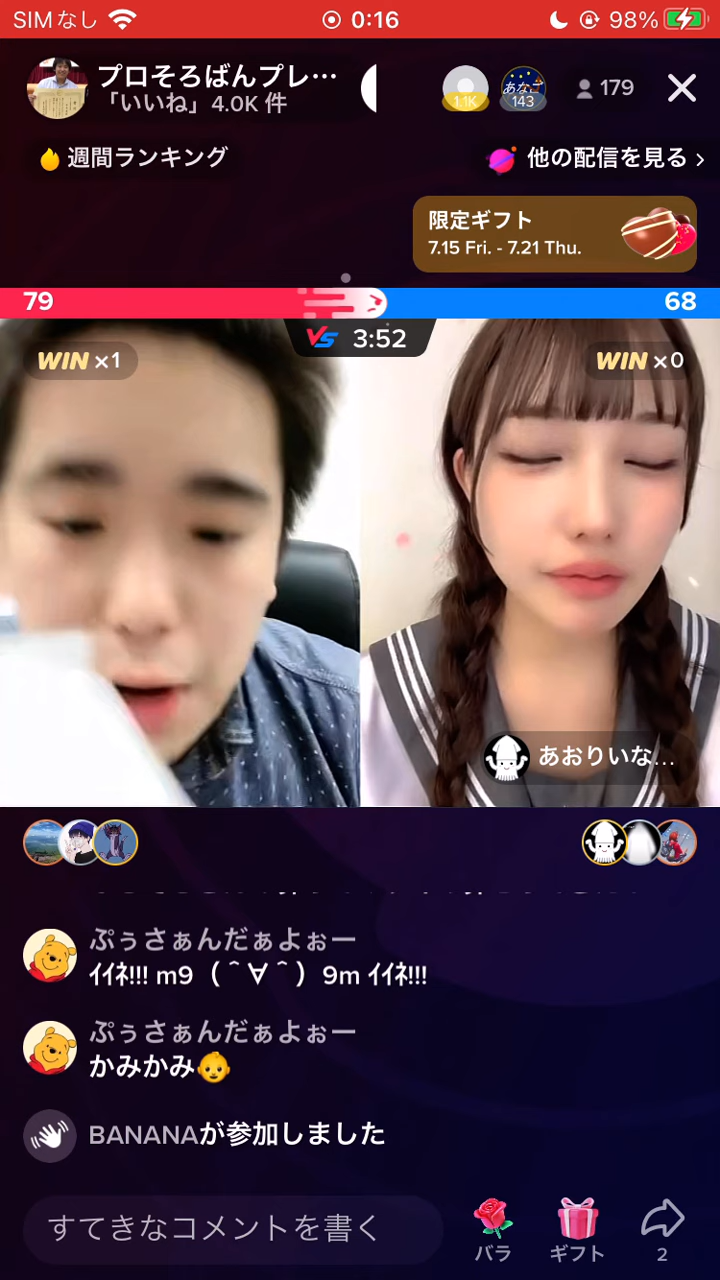 SIMなし 0:16 98%
プロそろばんプレ…
「いいね」4.0K 件
1.1K あなご 143 179
週間ランキング 他の配信を見る
限定ギフト
7.15 Fri. - 7.21 Thu.
79 68
VS 3:52
WIN x1 WIN x0
あおりいな…
ぷぅさぁんだぁよぉー
ｲｲﾈ!!! m9（＾∀＾）9m ｲｲﾈ!!!
ぷぅさぁんだぁよぉー
かみかみ👶
BANANAが参加しました
すてきなコメントを書く
バラ ギフト 2